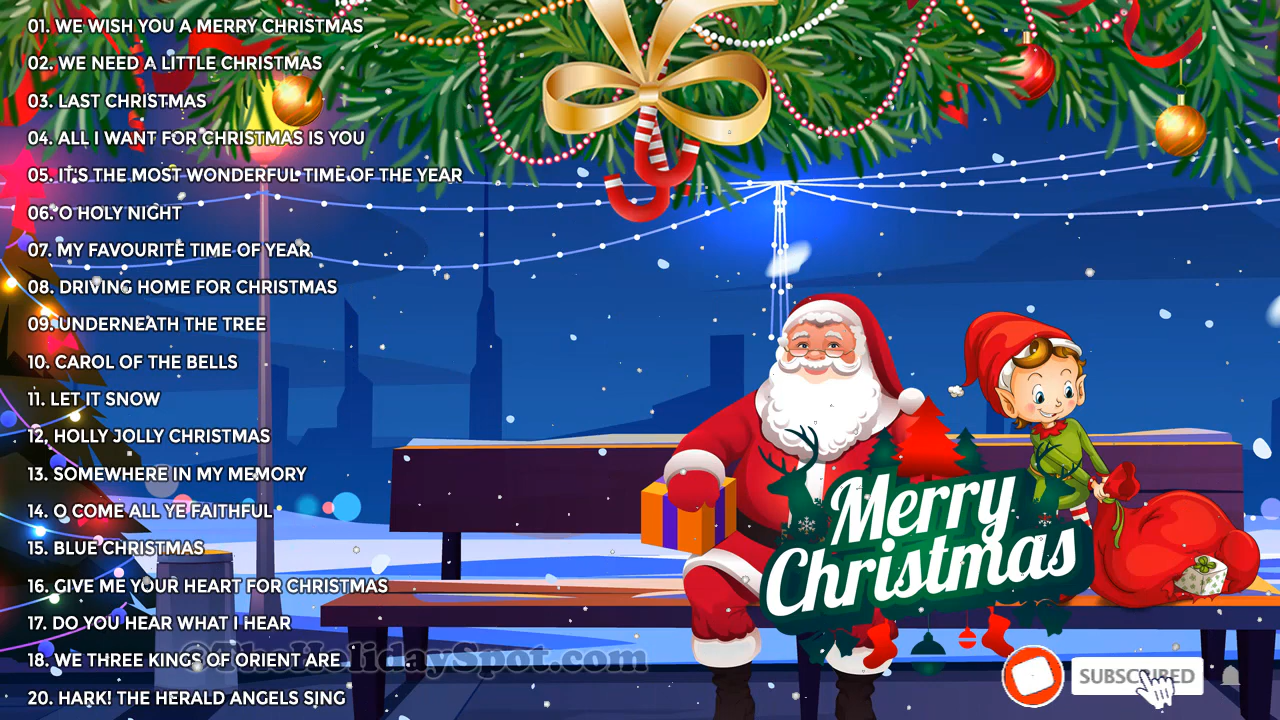 01. WE WISH YOU A MERRY CHRISTMAS
02. WE NEED A LITTLE CHRISTMAS
03. LAST CHRISTMAS
04. ALL I WANT FOR CHRISTMAS IS YOU
05. IT'S THE MOST WONDERFUL TIME OF THE YEAR
06. O HOLY NIGHT
07. MY FAVOURITE TIME OF YEAR
08. DRIVING HOME FOR CHRISTMAS
09. UNDERNEATH THE TREE
10. CAROL OF THE BELLS
11. LET IT SNOW
12, HOLLY JOLLY CHRISTMAS
13. SOMEWHERE IN MY MEMORY
14. O COME ALL YE FAITHFUL
15. BLUE CHRISTMAS
16. GIVE ME YOUR HEART FOR CHRISTMAS
17. DO YOU HEAR WHAT I HEAR
18. WE THREE KINGS OF ORIENT ARE
20. HARK! THE HERALD ANGELS SING
©TheHolidaySpot.com
Merry
Christmas
SUBSCRIBED